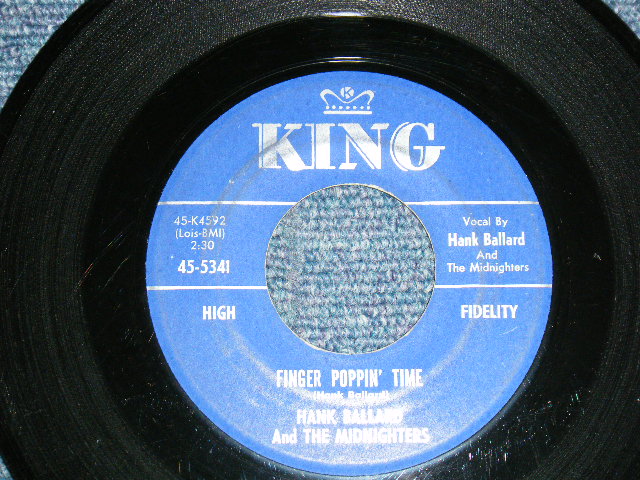 K
KING
45-K4592
(Lois-BMI)
2:30
45-5341
Vocal By
Hank Ballard
And
The Midnighters
HIGH
FIDELITY
FINGER POPPIN' TIME
(Hank Ballard)
HANK BALLARD
And THE MIDNIGHTERS